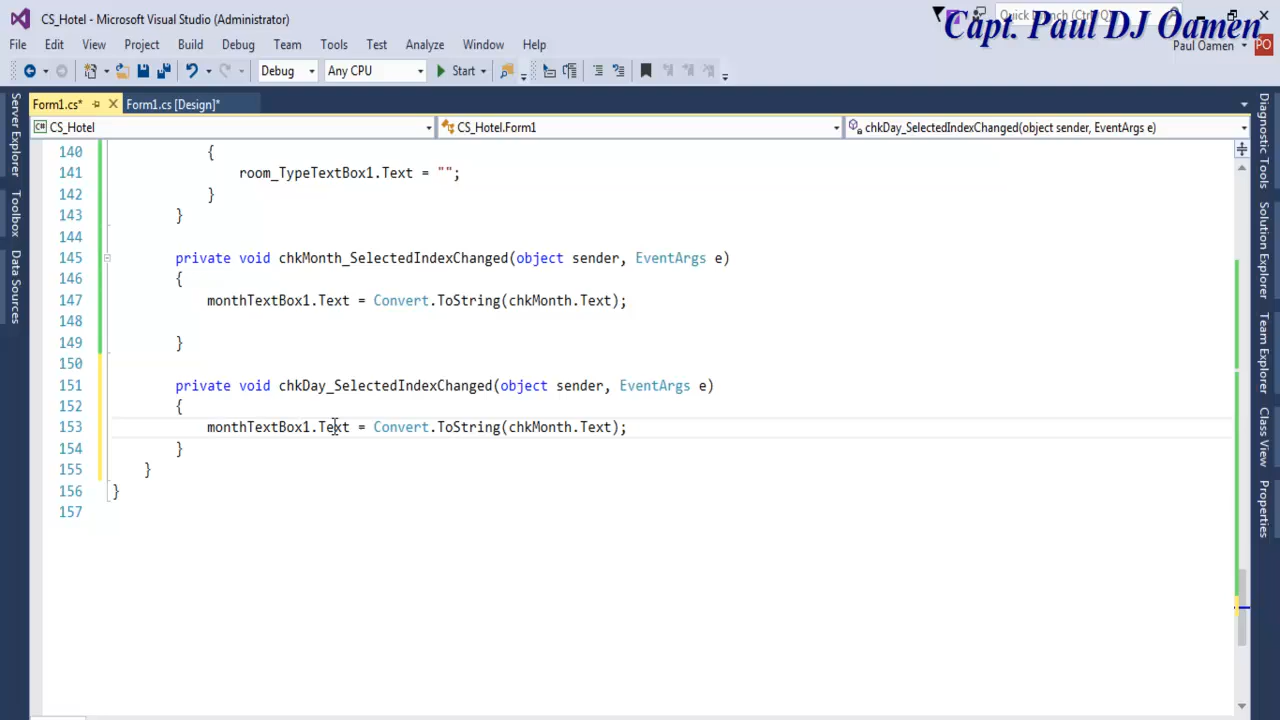 CS_Hotel - Microsoft Visual Studio (Administrator)
Quick Launch (Ctrl+Q)
Capt. Paul DJ Oamen
File Edit View Project Build Debug Team Tools Test Analyze Window Help
Paul Oamen
PO
Debug Any CPU Start
Form1.cs* Form1.cs [Design]*
CS_Hotel CS_Hotel.Form1 chkDay_SelectedIndexChanged(object sender, EventArgs e)
140 {
141 room_TypeTextBox1.Text = "";
142 }
143 }
144
145 private void chkMonth_SelectedIndexChanged(object sender, EventArgs e)
146 {
147 monthTextBox1.Text = Convert.ToString(chkMonth.Text);
148
149 }
150
151 private void chkDay_SelectedIndexChanged(object sender, EventArgs e)
152 {
153 monthTextBox1.Text = Convert.ToString(chkMonth.Text);
154 }
155 }
156 }
157
Server Explorer
Toolbox
Data Sources
Diagnostic Tools
Solution Explorer
Team Explorer
Class View
Properties